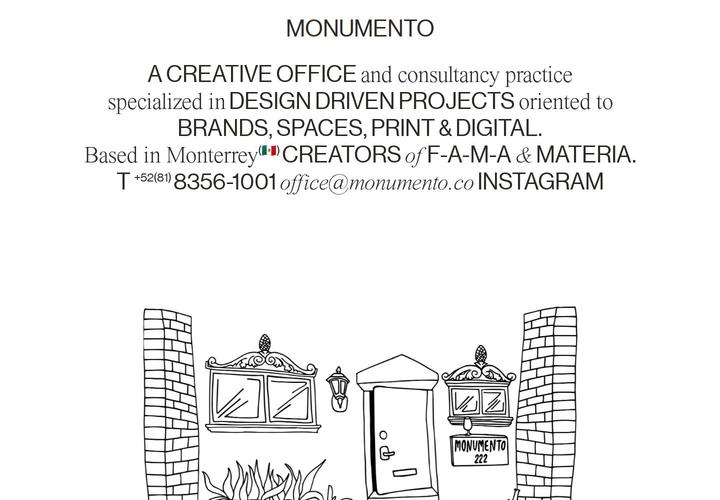 MONUMENTO
A CREATIVE OFFICE and consultancy practice
specialized in DESIGN DRIVEN PROJECTS oriented to
BRANDS, SPACES, PRINT & DIGITAL.
Based in Monterrey(🇲🇽) CREATORS of F-A-M-A & MATERIA.
T +52(81) 8356-1001 office@monumento.co INSTAGRAM
MONUMENTO
222